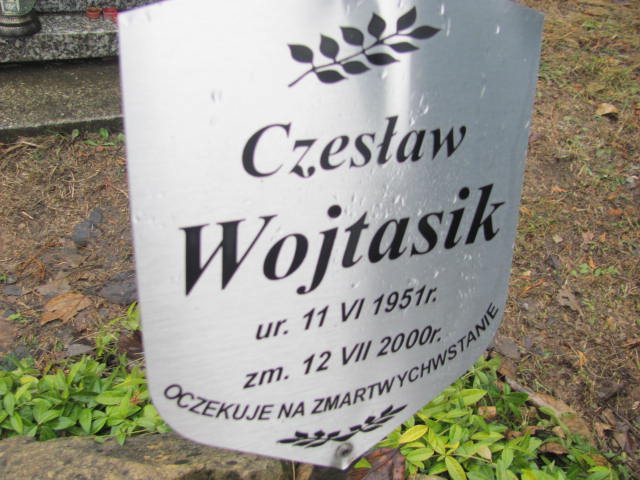 Czesław
Wojtasik
ur. 11 VI 1951r.
zm. 12 VII 2000r.
OCZEKUJE NA ZMARTWYCHWSTANIE